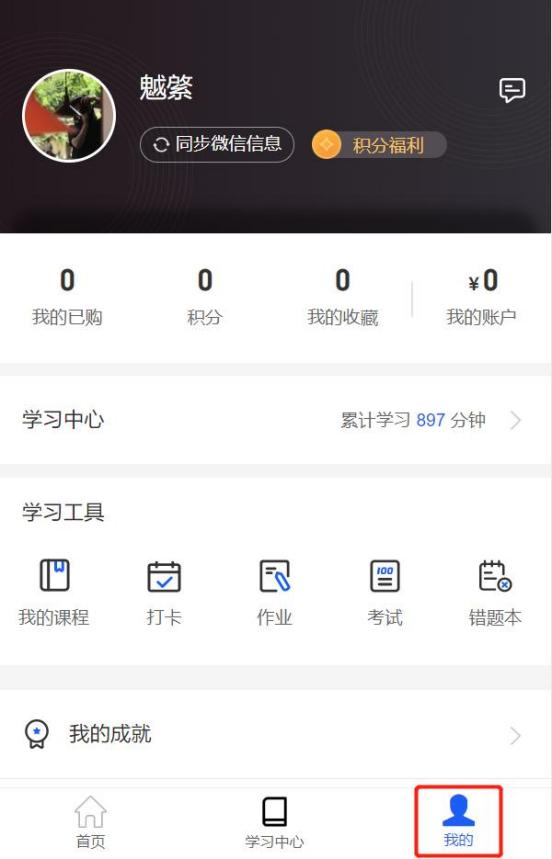 魆綮
同步微信信息 积分福利
0 0 0 ¥0
我的已购 积分 我的收藏 我的账户
学习中心 累计学习 897 分钟
学习工具
100
我的课程 打卡 作业 考试 错题本
我的成就
首页 学习中心 我的